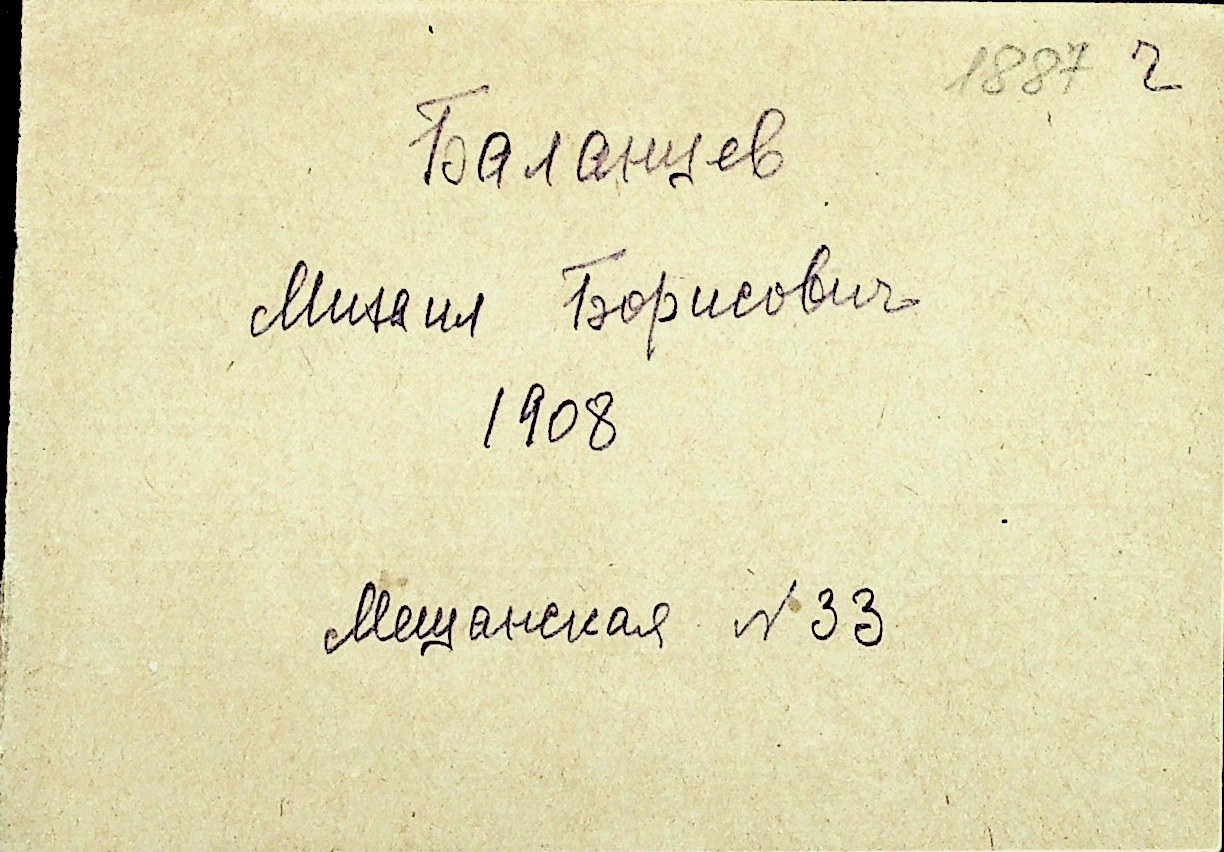 1887 г
Баланцев
Михаил Борисович
1908
Мещанская № 33